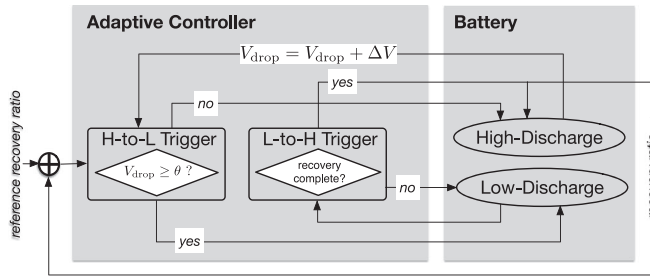 Adaptive Controller
Battery
V_drop = V_drop + ΔV
yes
no
H-to-L Trigger
L-to-H Trigger
High-Discharge
V_drop ≥ θ ?
recovery
complete?
no
Low-Discharge
yes
reference recovery ratio